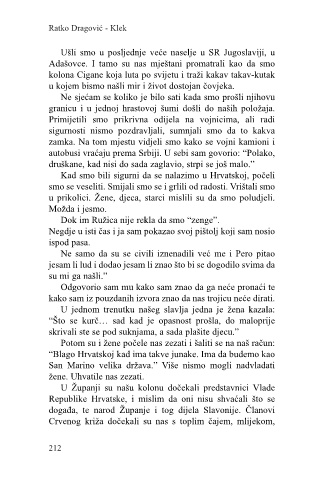 Ratko Dragović - Klek
Ušli smo u posljednje veće naselje u SR Jugoslaviji, u
Adašovce. I tamo su nas mještani promatrali kao da smo
kolona Cigane koja luta po svijetu i traži kakav takav-kutak
u kojem bismo našli mir i život dostojan čovjeka.
Ne sjećam se koliko je bilo sati kada smo prošli njihovu
granicu i u jednoj hrastovoj šumi došli do naših položaja.
Primijetili smo prikrivna odijela na vojnicima, ali radi
sigurnosti nismo pozdravljali, sumnjali smo da to kakva
zamka. Na tom mjestu vidjeli smo kako se vojni kamioni i
autobusi vraćaju prema Srbiji. U sebi sam govorio: “Polako,
druškane, kad nisi do sada zaglavio, strpi se još malo.”
Kad smo bili sigurni da se nalazimo u Hrvatskoj, počeli
smo se veseliti. Smijali smo se i grlili od radosti. Vrištali smo
u prikolici. Žene, djeca, starci mislili su da smo poludjeli.
Možda i jesmo.
Dok im Ružica nije rekla da smo “zenge”.
Negdje u isti čas i ja sam pokazao svoj pištolj koji sam nosio
ispod pasa.
Ne samo da su se civili iznenadili već me i Pero pitao
jesam li lud i dodao jesam li znao što bi se dogodilo svima da
su mi ga našli.”
Odgovorio sam mu kako sam znao da ga neće pronaći te
kako sam iz pouzdanih izvora znao da nas trojicu neće dirati.
U jednom trenutku našeg slavlja jedna je žena kazala:
“Što se kurč… sad kad je opasnost prošla, do maloprije
skrivali ste se pod suknjama, a sada plašite djecu.”
Potom su i žene počele nas zezati i šaliti se na naš račun:
“Blago Hrvatskoj kad ima takve junake. Ima da budemo kao
San Marino velika država.” Više nismo mogli nadvladati
žene. Uhvatile nas zezati.
U Županji su našu kolonu dočekali predstavnici Vlade
Republike Hrvatske, i mislim da oni nisu shvaćali što se
događa, te narod Županje i tog dijela Slavonije. Članovi
Crvenog križa dočekali su nas s toplim čajem, mlijekom,
212